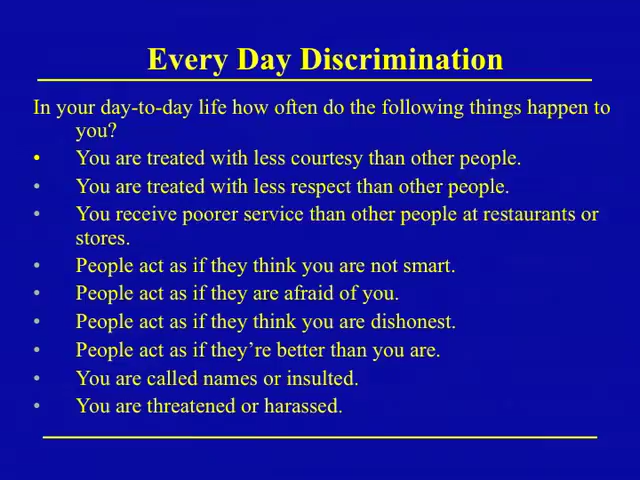 Every Day Discrimination
In your day-to-day life how often do the following things happen to
you?
• You are treated with less courtesy than other people.
• You are treated with less respect than other people.
• You receive poorer service than other people at restaurants or
stores.
• People act as if they think you are not smart.
• People act as if they are afraid of you.
• People act as if they think you are dishonest.
• People act as if they’re better than you are.
• You are called names or insulted.
• You are threatened or harassed.